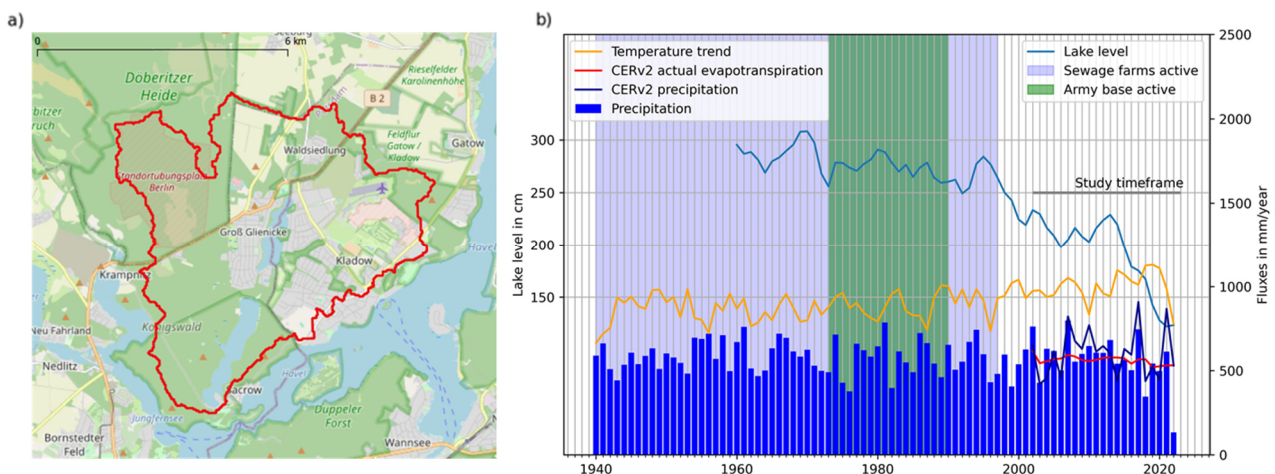 a)
0
6 km
Doberitzer
Heide
B 2
Rieselfelder
Karolinenhöhe
Feldflur
Gatow /
Kladow
Gatow
Waldsiedlung
Standortübungsplatz
Berlin
Groß Glienicke
Kladow
Krampnitz
Königswald
Neu Fahrland
Nedlitz
Sacrow
Havel
Havel
Jungfernsee
Düppeler
Forst
Bornstedter
Feld
Wannsee
b)
Temperature trend
CERv2 actual evapotranspiration
CERv2 precipitation
Precipitation
Lake level
Sewage farms active
Army base active
Study timeframe
Lake level in cm
300
250
200
150
Fluxes in mm/year
2500
2000
1500
1000
500
0
1940
1960
1980
2000
2020